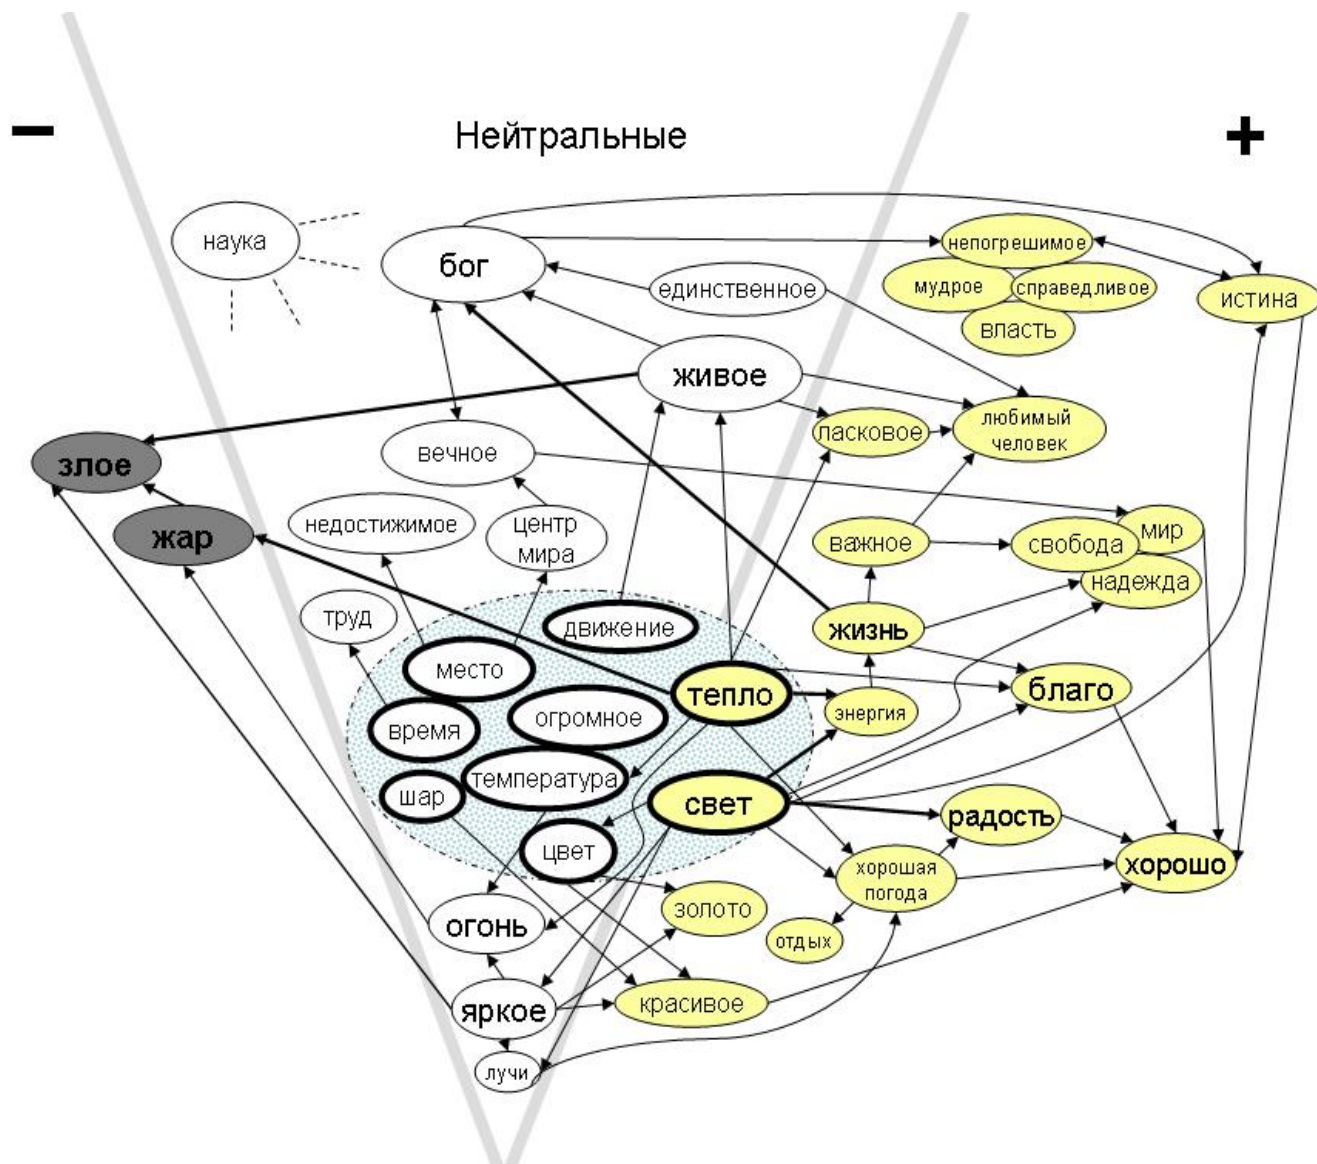 −
Нейтральные
+
наука
бог
непогрешимое
единственное
мудрое
справедливое
истина
власть
живое
любимый
человек
ласковое
вечное
злое
недостижимое
центр
мира
жар
важное
мир
свобода
надежда
труд
движение
жизнь
место
тепло
благо
энергия
огромное
время
температура
шар
свет
радость
цвет
хорошая
погода
хорошо
золото
огонь
отдых
красивое
яркое
лучи